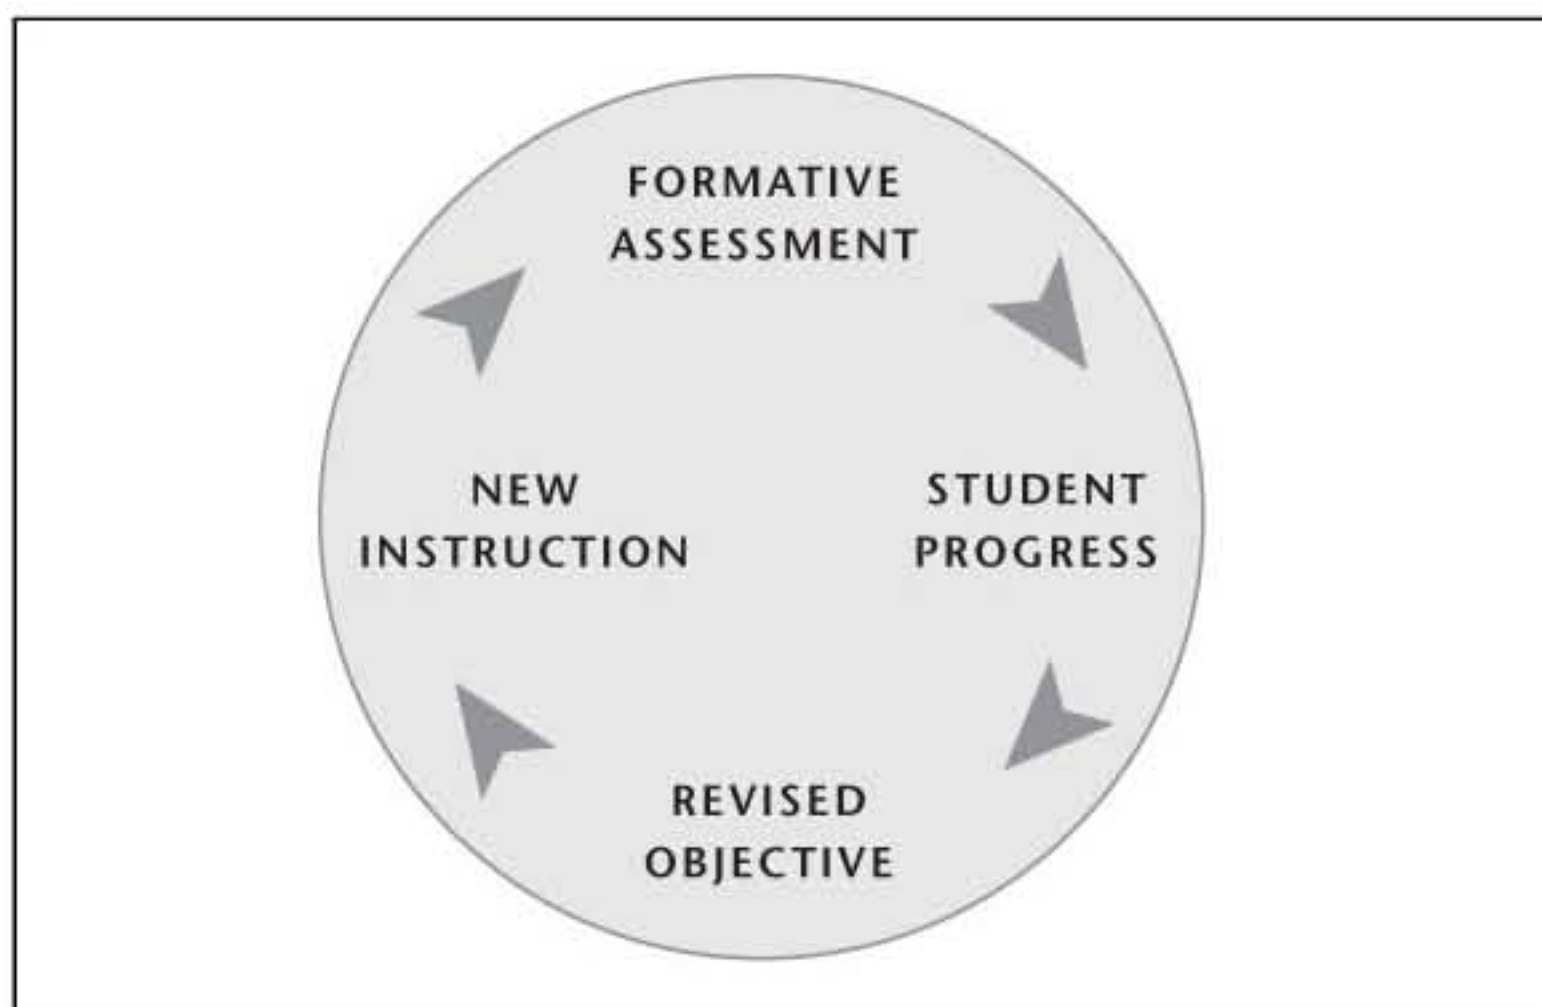 FORMATIVE
ASSESSMENT
NEW
INSTRUCTION
STUDENT
PROGRESS
REVISED
OBJECTIVE